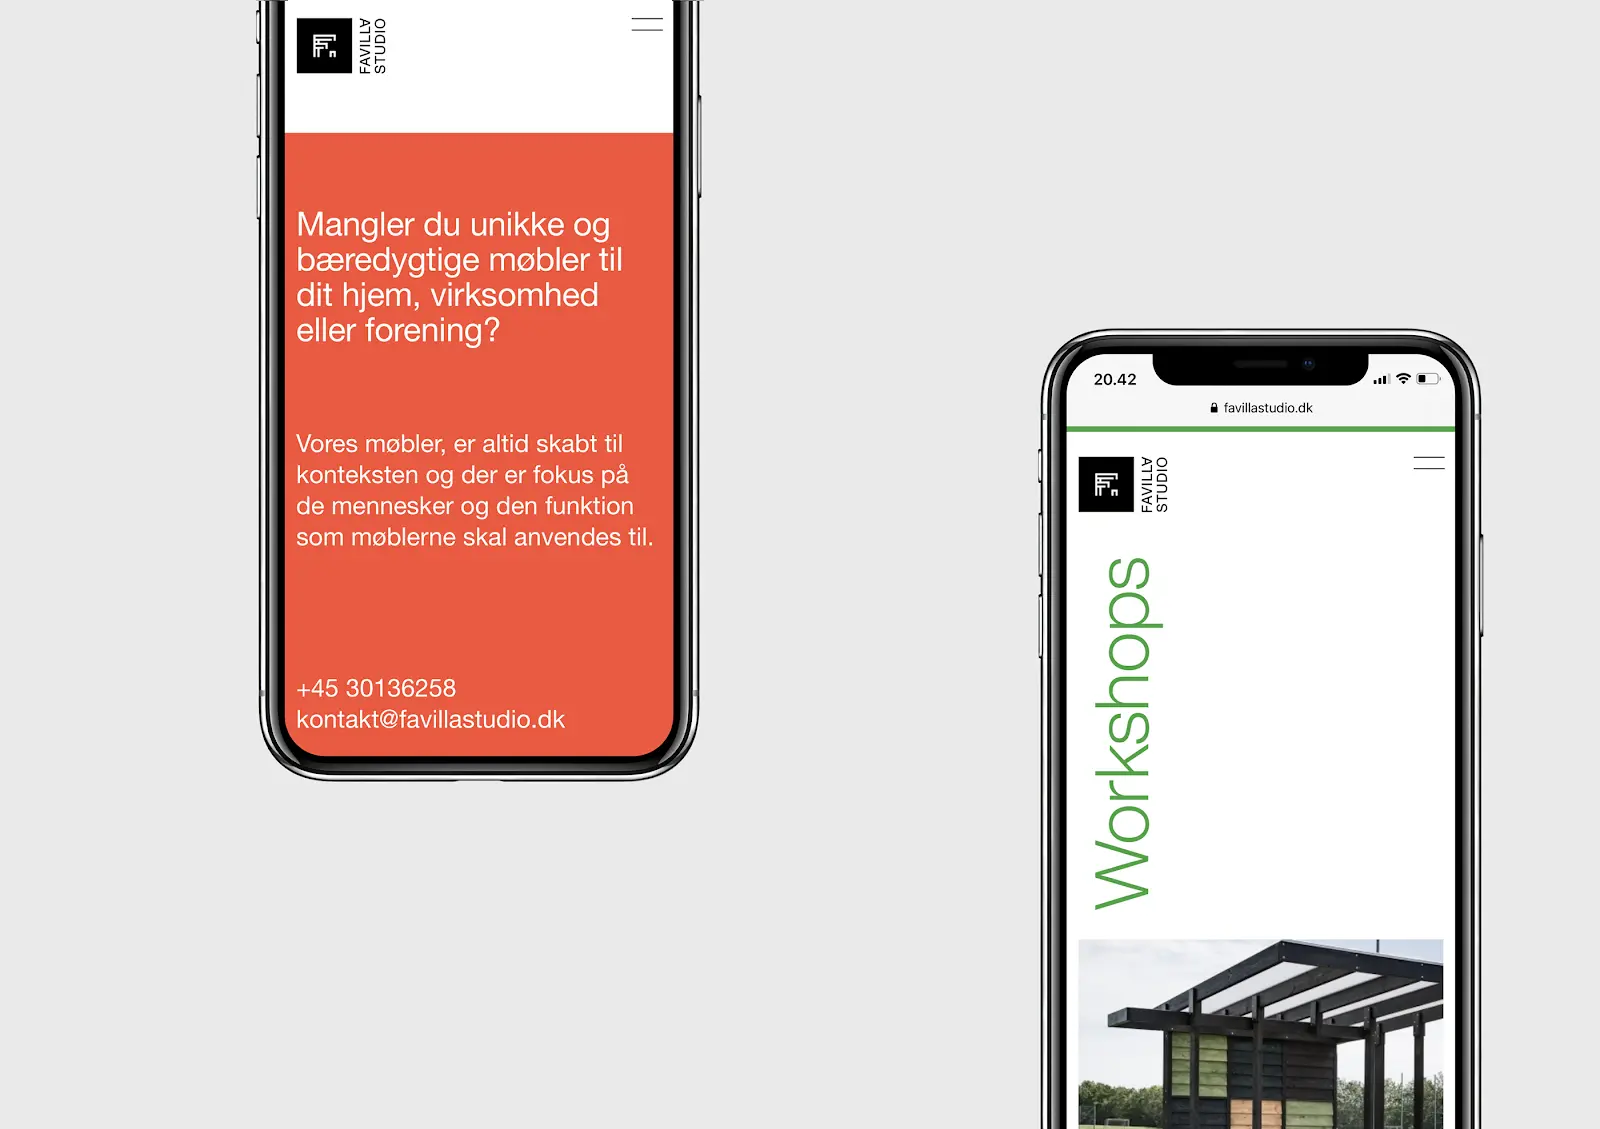 FAVILLA
STUDIO
Mangler du unikke og
bæredygtige møbler til
dit hjem, virksomhed
eller forening?
Vores møbler, er altid skabt til
konteksten og der er fokus på
de mennesker og den funktion
som møblerne skal anvendes til.
+45 30136258
kontakt@favillastudio.dk
20.42
favillastudio.dk
FAVILLA
STUDIO
Workshops